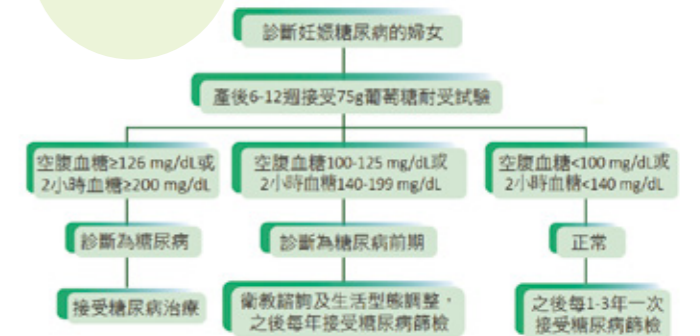 診斷妊娠糖尿病的婦女
產後6-12週接受75g葡萄糖耐受試驗
空腹血糖≥126 mg/dL或
2小時血糖≥200 mg/dL
空腹血糖100-125 mg/dL或
2小時血糖140-199 mg/dL
空腹血糖<100 mg/dL或
2小時血糖<140 mg/dL
診斷為糖尿病
診斷為糖尿病前期
正常
接受糖尿病治療
衛教諮詢及生活型態調整，
之後每年接受糖尿病篩檢
之後每1-3年一次
接受糖尿病篩檢